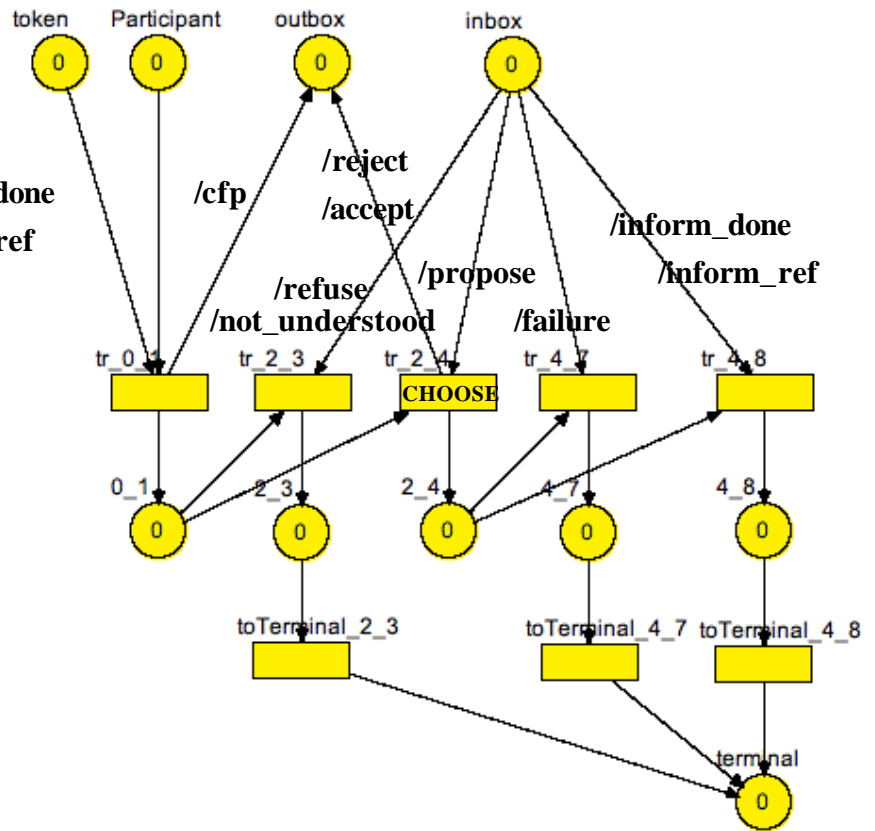 token Participant outbox inbox
0 0 0 0
/reject
done /cfp /accept
ref /inform_done
/refuse /propose /inform_ref
/not_understood /failure
tr_0_1 tr_2_3 tr_2_4 tr_4_7 tr_4_8
CHOOSE
0_1 2_3 2_4 4_7 4_8
0 0 0 0 0
toTerminal_2_3 toTerminal_4_7 toTerminal_4_8
terminal
0